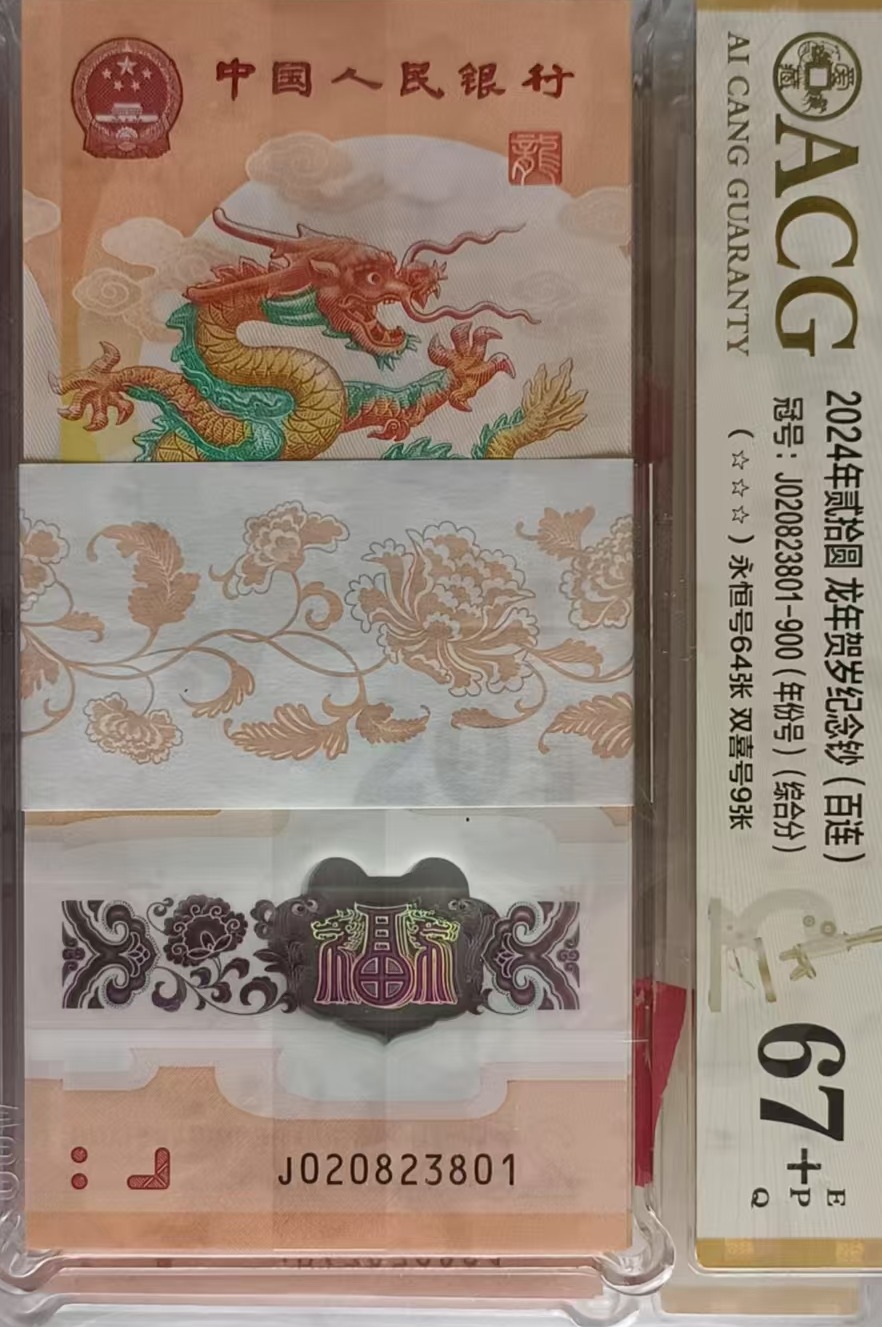 中国人民银行
龍
福
J020823801
ACG
AI CANG GUARANTY
2024年贰拾圆 龙年贺岁纪念钞（百连）
冠号：J020823801-900（年份号）（综合分）
（☆☆☆）永恒号64张 双喜号9张
67+
E
P
Q